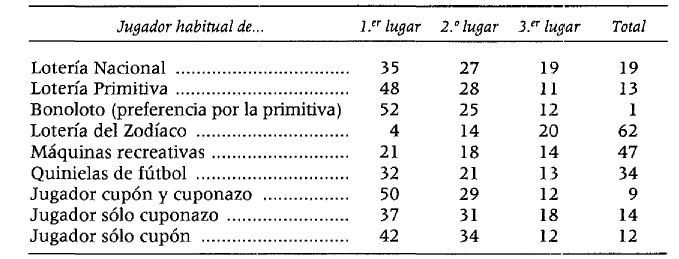 Jugador habitual de... 1.er lugar 2.º lugar 3.er lugar Total
Lotería Nacional ................................. 35 27 19 19
Lotería Primitiva ................................ 48 28 11 13
Bonoloto (preferencia por la primitiva) 52 25 12 1
Lotería del Zodíaco ............................. 4 14 20 62
Máquinas recreativas .......................... 21 18 14 47
Quinielas de fútbol ............................. 32 21 13 34
Jugador cupón y cuponazo ................. 50 29 12 9
Jugador sólo cuponazo ....................... 37 31 18 14
Jugador sólo cupón ............................ 42 34 12 12